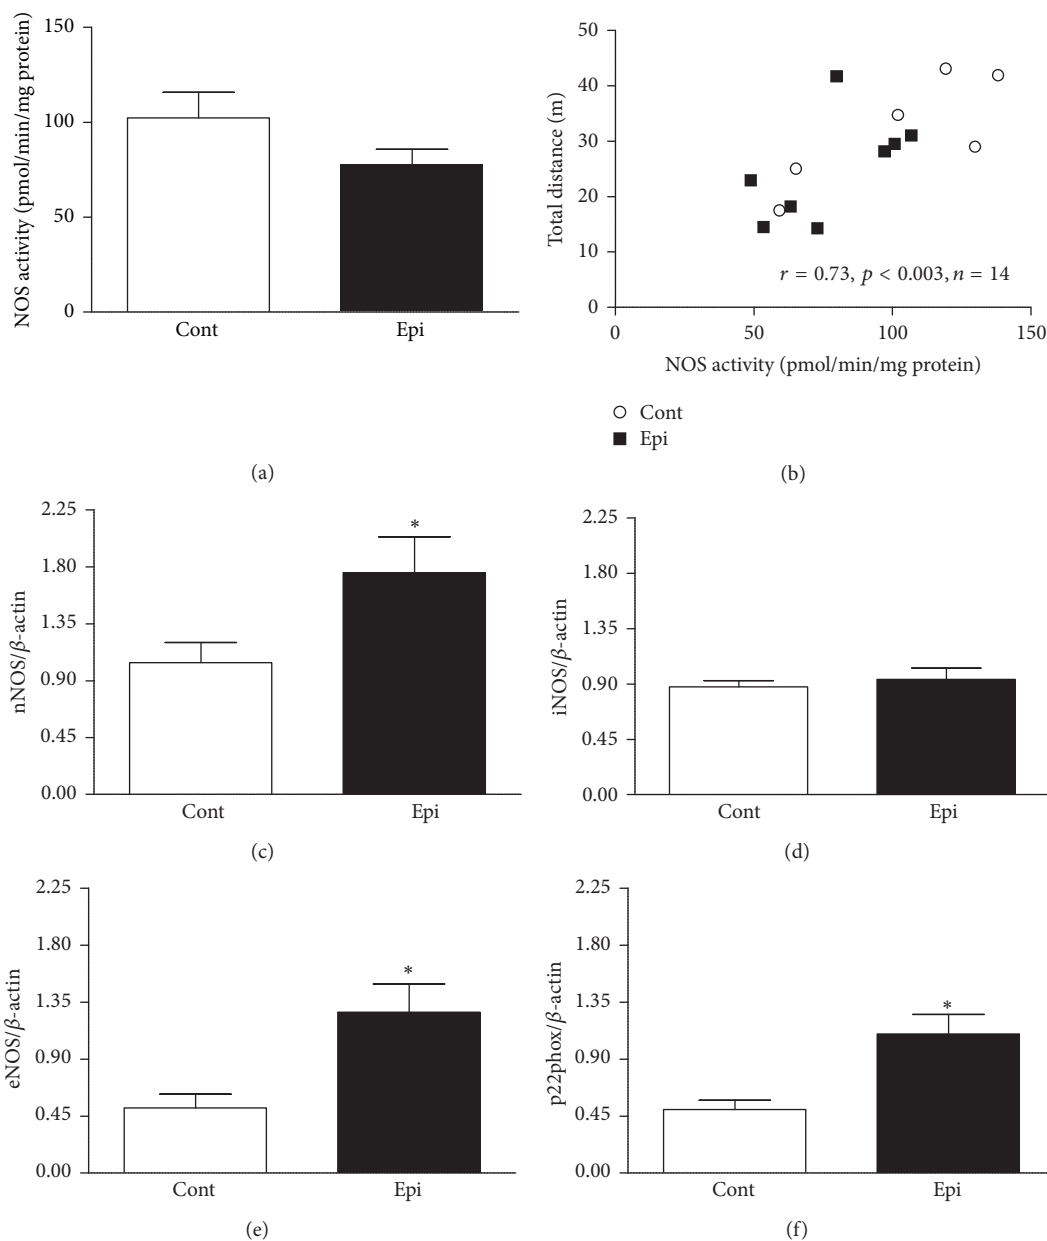 150
100
50
0
NOS activity (pmol/min/mg protein)
Cont
Epi
(a)
50
40
30
20
10
0
Total distance (m)
r = 0.73, p < 0.003, n = 14
0
50
100
150
NOS activity (pmol/min/mg protein)
Cont
Epi
(b)
2.25
1.80
1.35
0.90
0.45
0.00
nNOS/β-actin
*
Cont
Epi
(c)
2.25
1.80
1.35
0.90
0.45
0.00
iNOS/β-actin
Cont
Epi
(d)
2.25
1.80
1.35
0.90
0.45
0.00
eNOS/β-actin
*
Cont
Epi
(e)
2.25
1.80
1.35
0.90
0.45
0.00
p22phox/β-actin
*
Cont
Epi
(f)